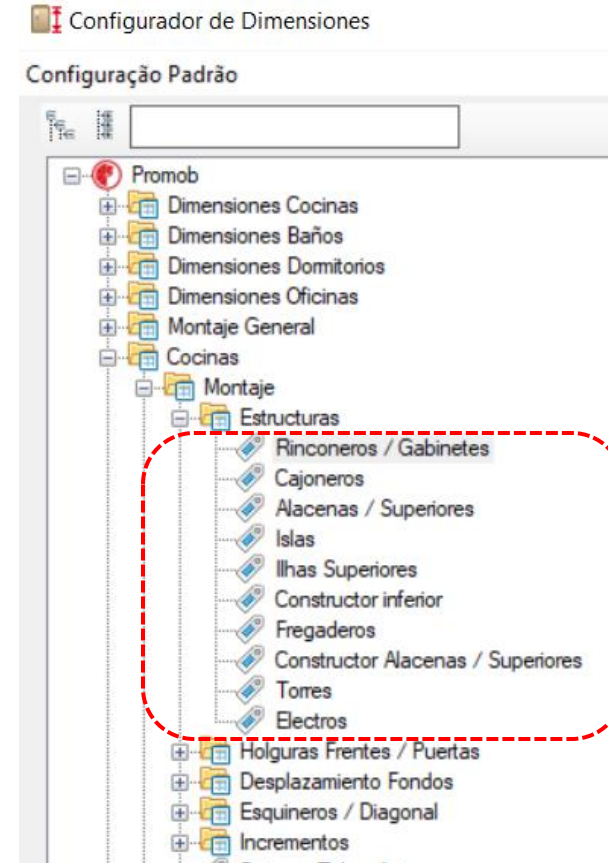 Configurador de Dimensiones
Configuração Padrão
Promob
Dimensiones Cocinas
Dimensiones Baños
Dimensiones Dormitorios
Dimensiones Oficinas
Montaje General
Cocinas
Montaje
Estructuras
Rinconeros / Gabinetes
Cajoneros
Alacenas / Superiores
Islas
Ilhas Superiores
Constructor inferior
Fregaderos
Constructor Alacenas / Superiores
Torres
Electros
Holguras Frentes / Puertas
Desplazamiento Fondos
Esquineros / Diagonal
Incrementos